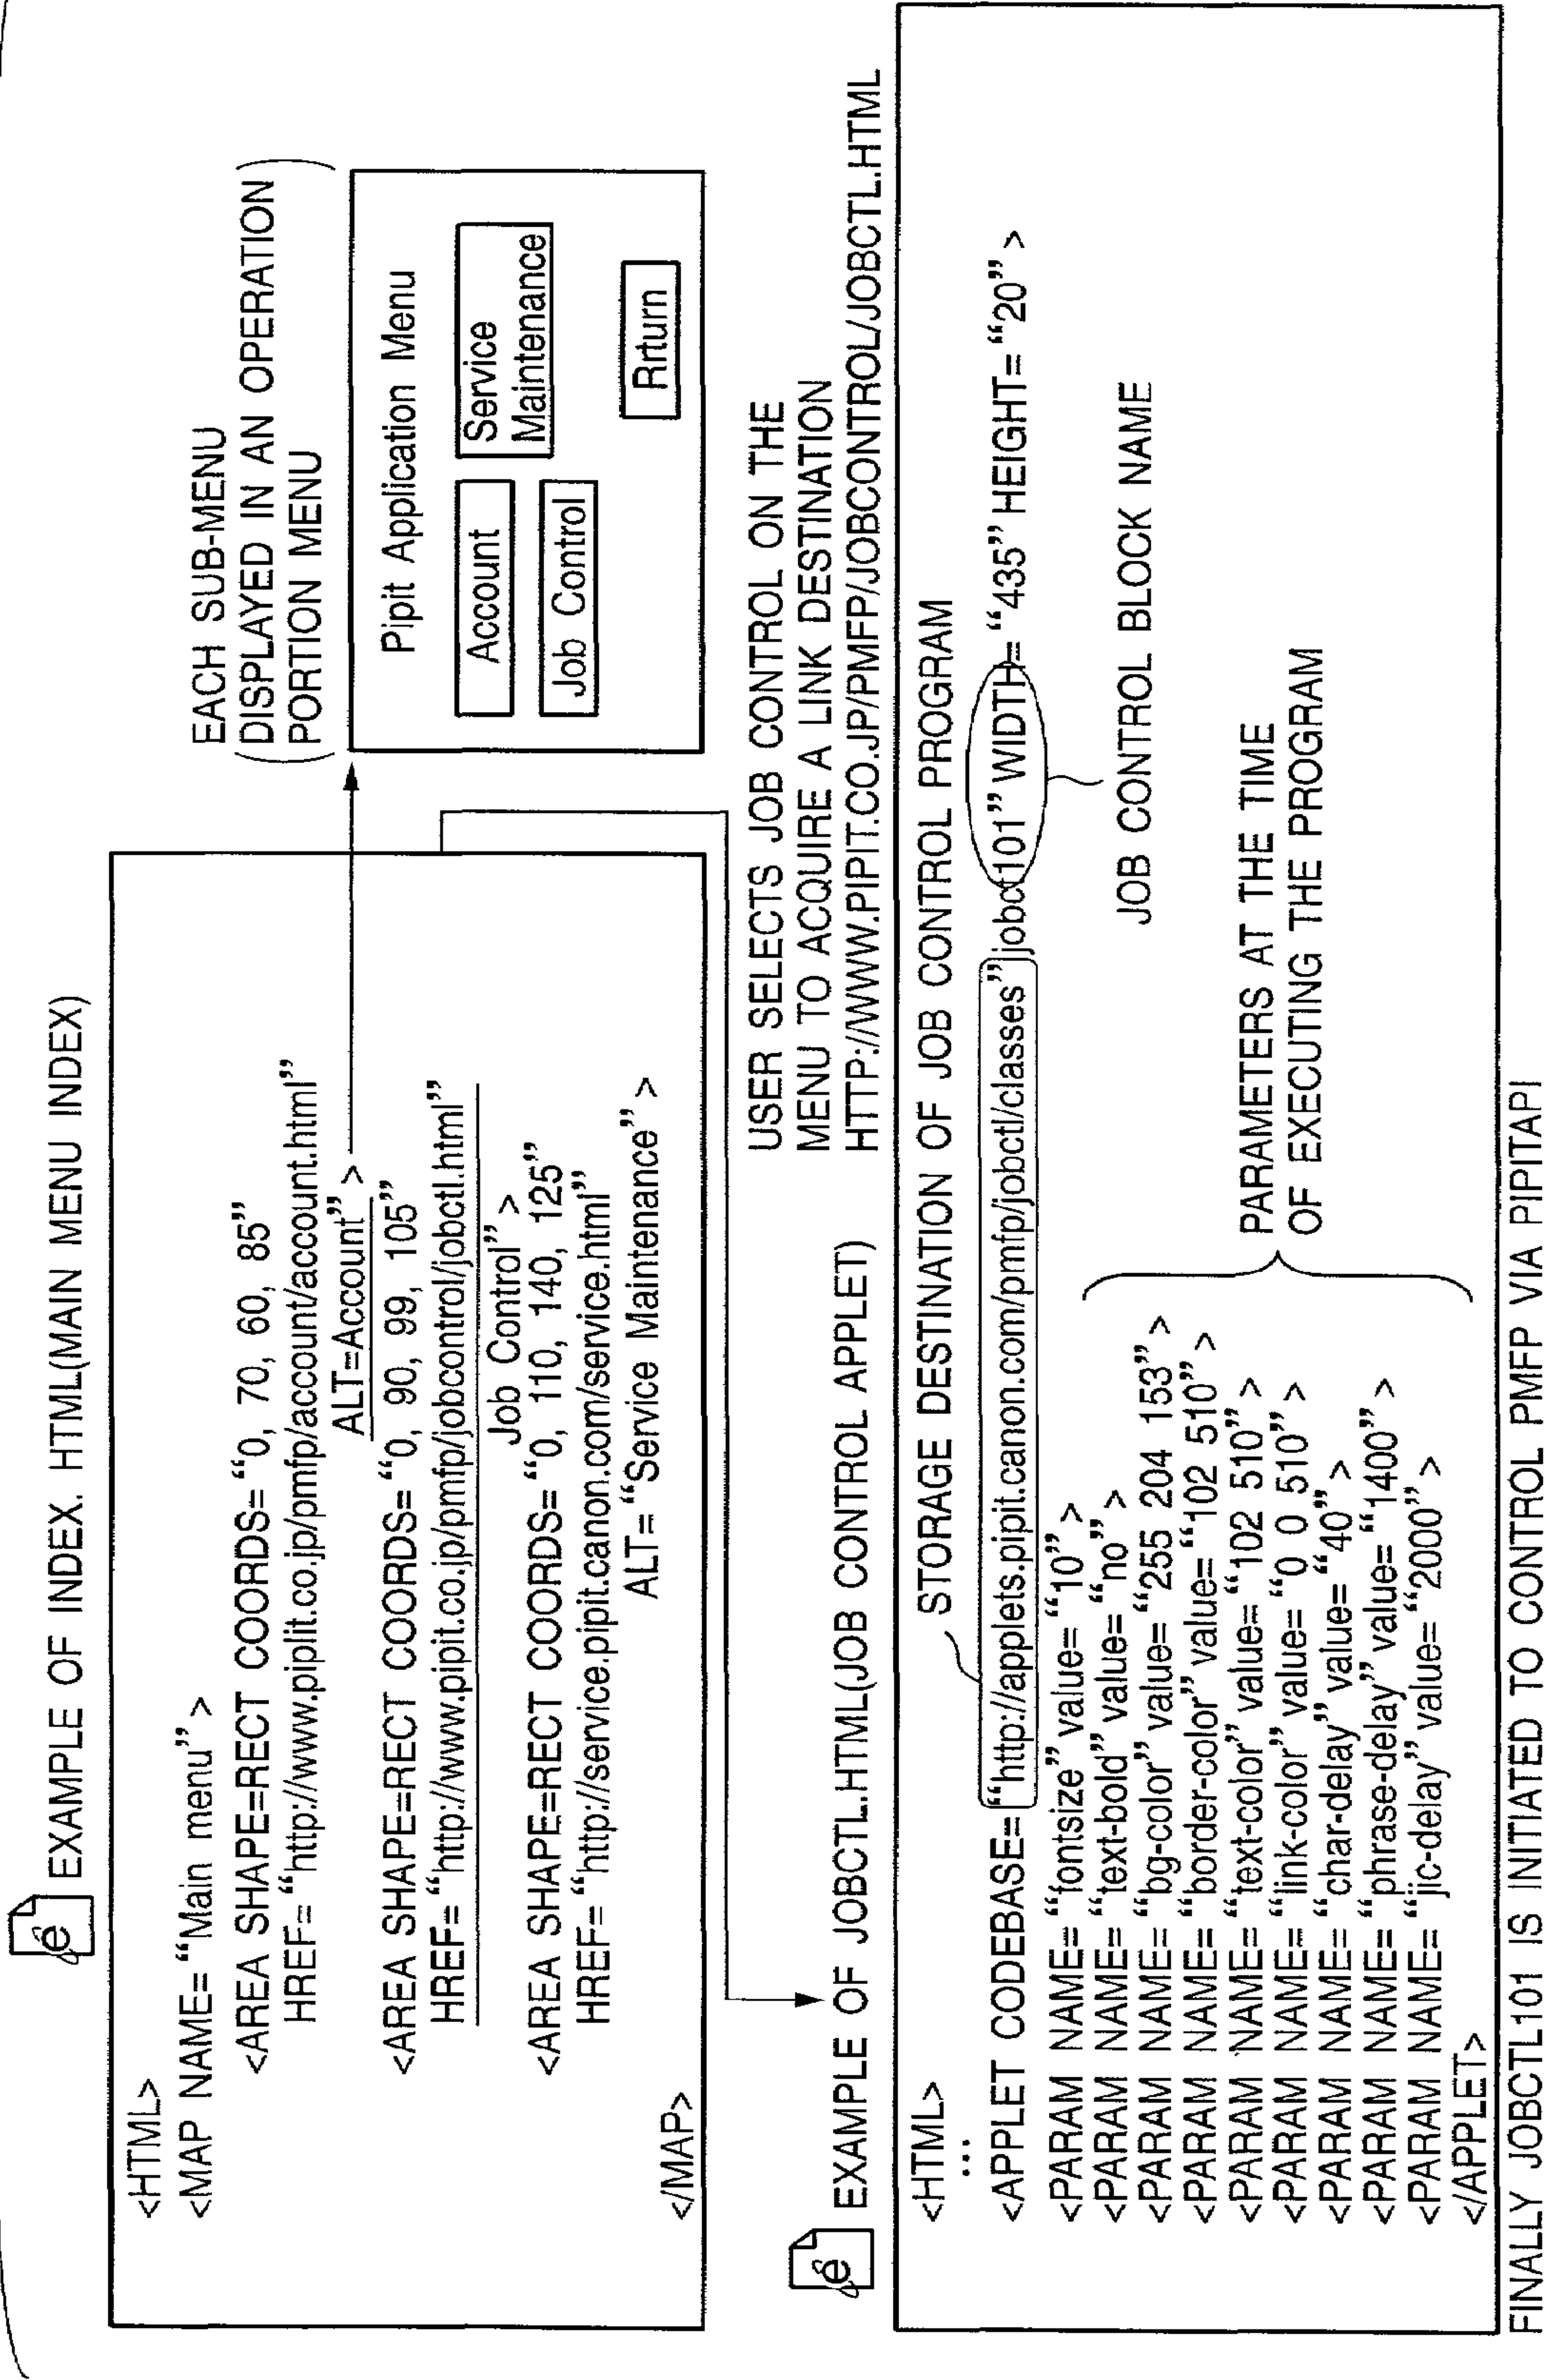 EXAMPLE OF INDEX. HTML(MAIN MENU INDEX)
<HTML>
<MAP NAME= “Main menu” >
<AREA SHAPE=RECT COORDS= “0, 70, 60, 85”
HREF= “http://www.piplit.co.jp/pmfp/account/account.html”
ALT=Account” >
<AREA SHAPE=RECT COORDS= “0, 90, 99, 105”
HREF= “http://www.pipit.co.jp/pmfp/jobcontrol/jobctl.html”
Job Control” >
<AREA SHAPE=RECT COORDS= “0, 110, 140, 125”
HREF= “http://service.pipit.canon.com/service.html”
ALT= “Service Maintenance” >
</MAP>
EACH SUB-MENU
DISPLAYED IN AN OPERATION
PORTION MENU
Pipit Application Menu
Account
Service
Maintenance
Job Control
Rrturn
USER SELECTS JOB CONTROL ON THE
MENU TO ACQUIRE A LINK DESTINATION
HTTP://WWW.PIPIT.CO.JP/PMFP/JOBCONTROL/JOBCTL.HTML
EXAMPLE OF JOBCTL.HTML(JOB CONTROL APPLET)
<HTML>
...
STORAGE DESTINATION OF JOB CONTROL PROGRAM
<APPLET CODEBASE= “http://applets.pipit.canon.com/pmfp/jobctl/classes” jobct101” WIDTH= “435” HEIGHT= “20” >
JOB CONTROL BLOCK NAME
<PARAM NAME= “fontsize” value= “10” >
<PARAM NAME= “text-bold” value= “no” >
<PARAM NAME= “bg-color” value= “255 204 153” >
<PARAM NAME= “border-color” value= “102 510” >
<PARAM NAME= “text-color” value= “102 510” >
<PARAM NAME= “link-color” value= “0 0 510” >
<PARAM NAME= “char-delay” value= “40” >
<PARAM NAME= “phrase-delay” value= “1400” >
<PARAM NAME= “jic-delay” value= “2000” >
</APPLET>
PARAMETERS AT THE TIME
OF EXECUTING THE PROGRAM
FINALLY JOBCTL101 IS INITIATED TO CONTROL PMFP VIA PIPITAPI